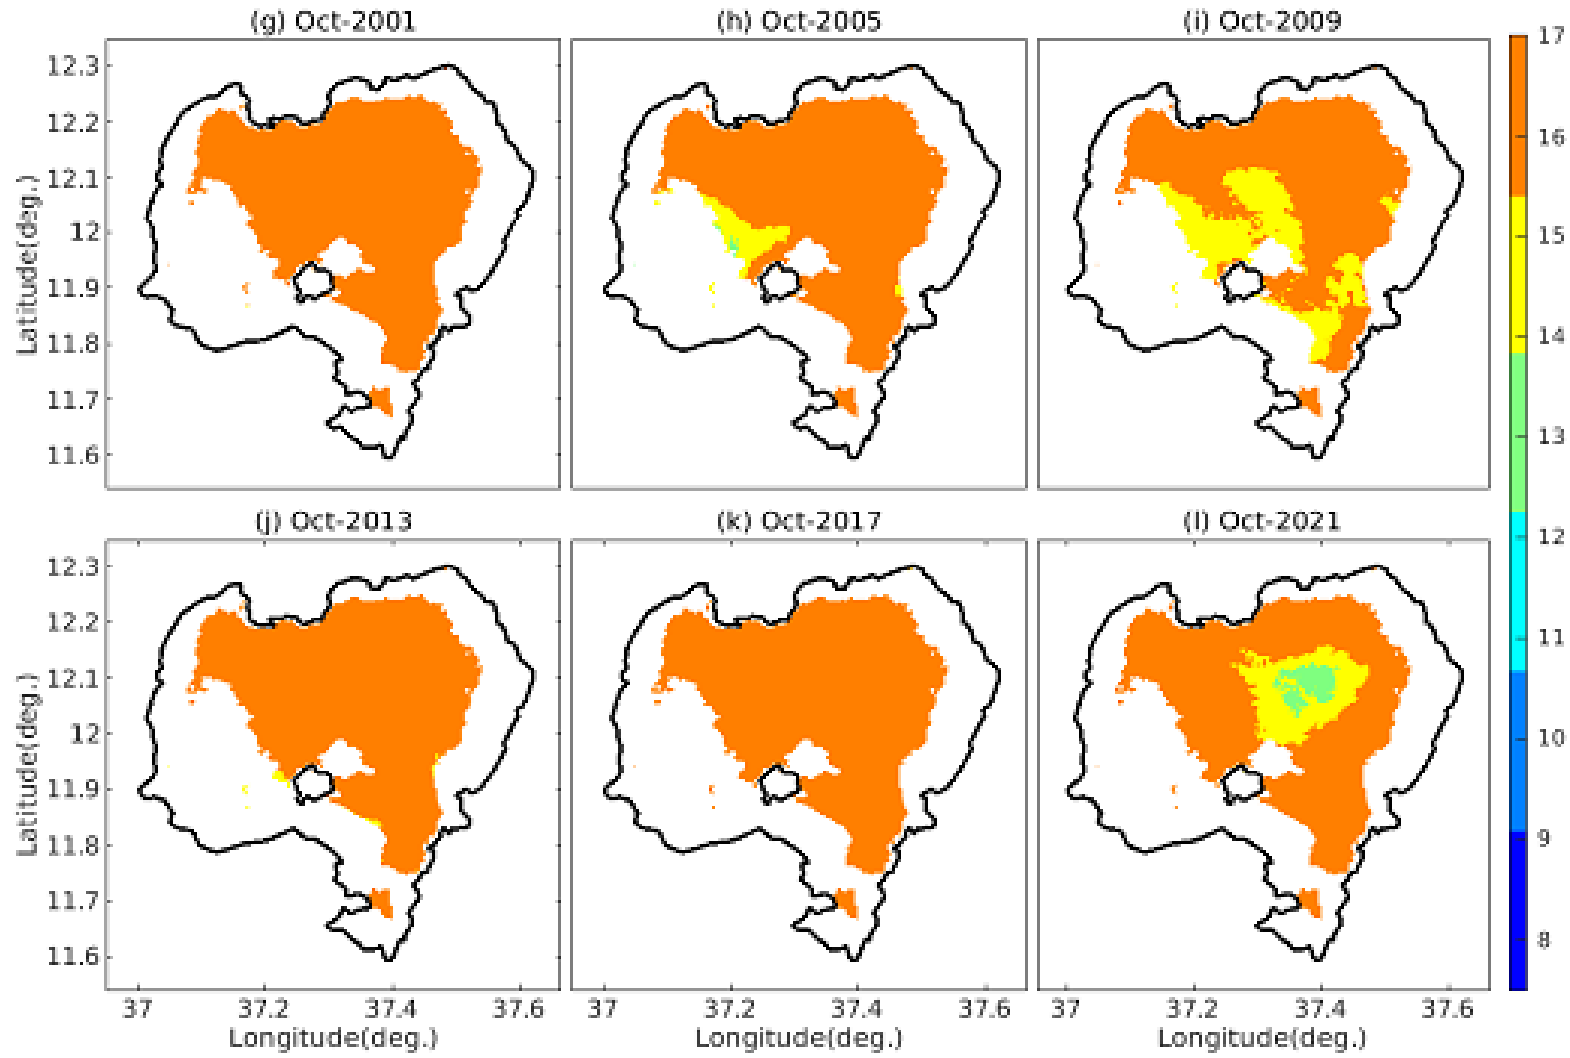 (g) Oct-2001
(h) Oct-2005
(i) Oct-2009
Latitude(deg.)
12.3
12.2
12.1
12
11.9
11.8
11.7
11.6
17
16
15
14
13
12
11
10
9
8
(j) Oct-2013
(k) Oct-2017
(l) Oct-2021
Latitude(deg.)
12.3
12.2
12.1
12
11.9
11.8
11.7
11.6
37 37.2 37.4 37.6
37 37.2 37.4 37.6
37 37.2 37.4 37.6
Longitude(deg.)
Longitude(deg.)
Longitude(deg.)